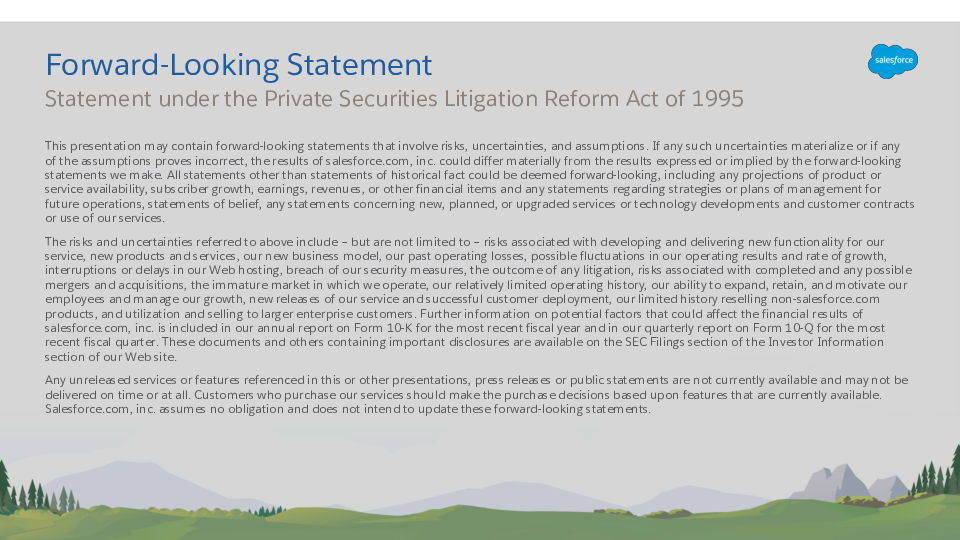 Forward-Looking Statement
salesforce
Statement under the Private Securities Litigation Reform Act of 1995
This presentation may contain forward-looking statements that involve risks, uncertainties, and assumptions. If any such uncertainties materialize or if any
of the assumptions proves incorrect, the results of salesforce.com, inc. could differ materially from the results expressed or implied by the forward-looking
statements we make. All statements other than statements of historical fact could be deemed forward-looking, including any projections of product or
service availability, subscriber growth, earnings, revenues, or other financial items and any statements regarding strategies or plans of management for
future operations, statements of belief, any statements concerning new, planned, or upgraded services or technology developments and customer contracts
or use of our services.
The risks and uncertainties referred to above include – but are not limited to – risks associated with developing and delivering new functionality for our
service, new products and services, our new business model, our past operating losses, possible fluctuations in our operating results and rate of growth,
interruptions or delays in our Web hosting, breach of our security measures, the outcome of any litigation, risks associated with completed and any possible
mergers and acquisitions, the immature market in which we operate, our relatively limited operating history, our ability to expand, retain, and motivate our
employees and manage our growth, new releases of our service and successful customer deployment, our limited history reselling non-salesforce.com
products, and utilization and selling to larger enterprise customers. Further information on potential factors that could affect the financial results of
salesforce.com, inc. is included in our annual report on Form 10-K for the most recent fiscal year and in our quarterly report on Form 10-Q for the most
recent fiscal quarter. These documents and others containing important disclosures are available on the SEC Filings section of the Investor Information
section of our Web site.
Any unreleased services or features referenced in this or other presentations, press releases or public statements are not currently available and may not be
delivered on time or at all. Customers who purchase our services should make the purchase decisions based upon features that are currently available.
Salesforce.com, inc. assumes no obligation and does not intend to update these forward-looking statements.